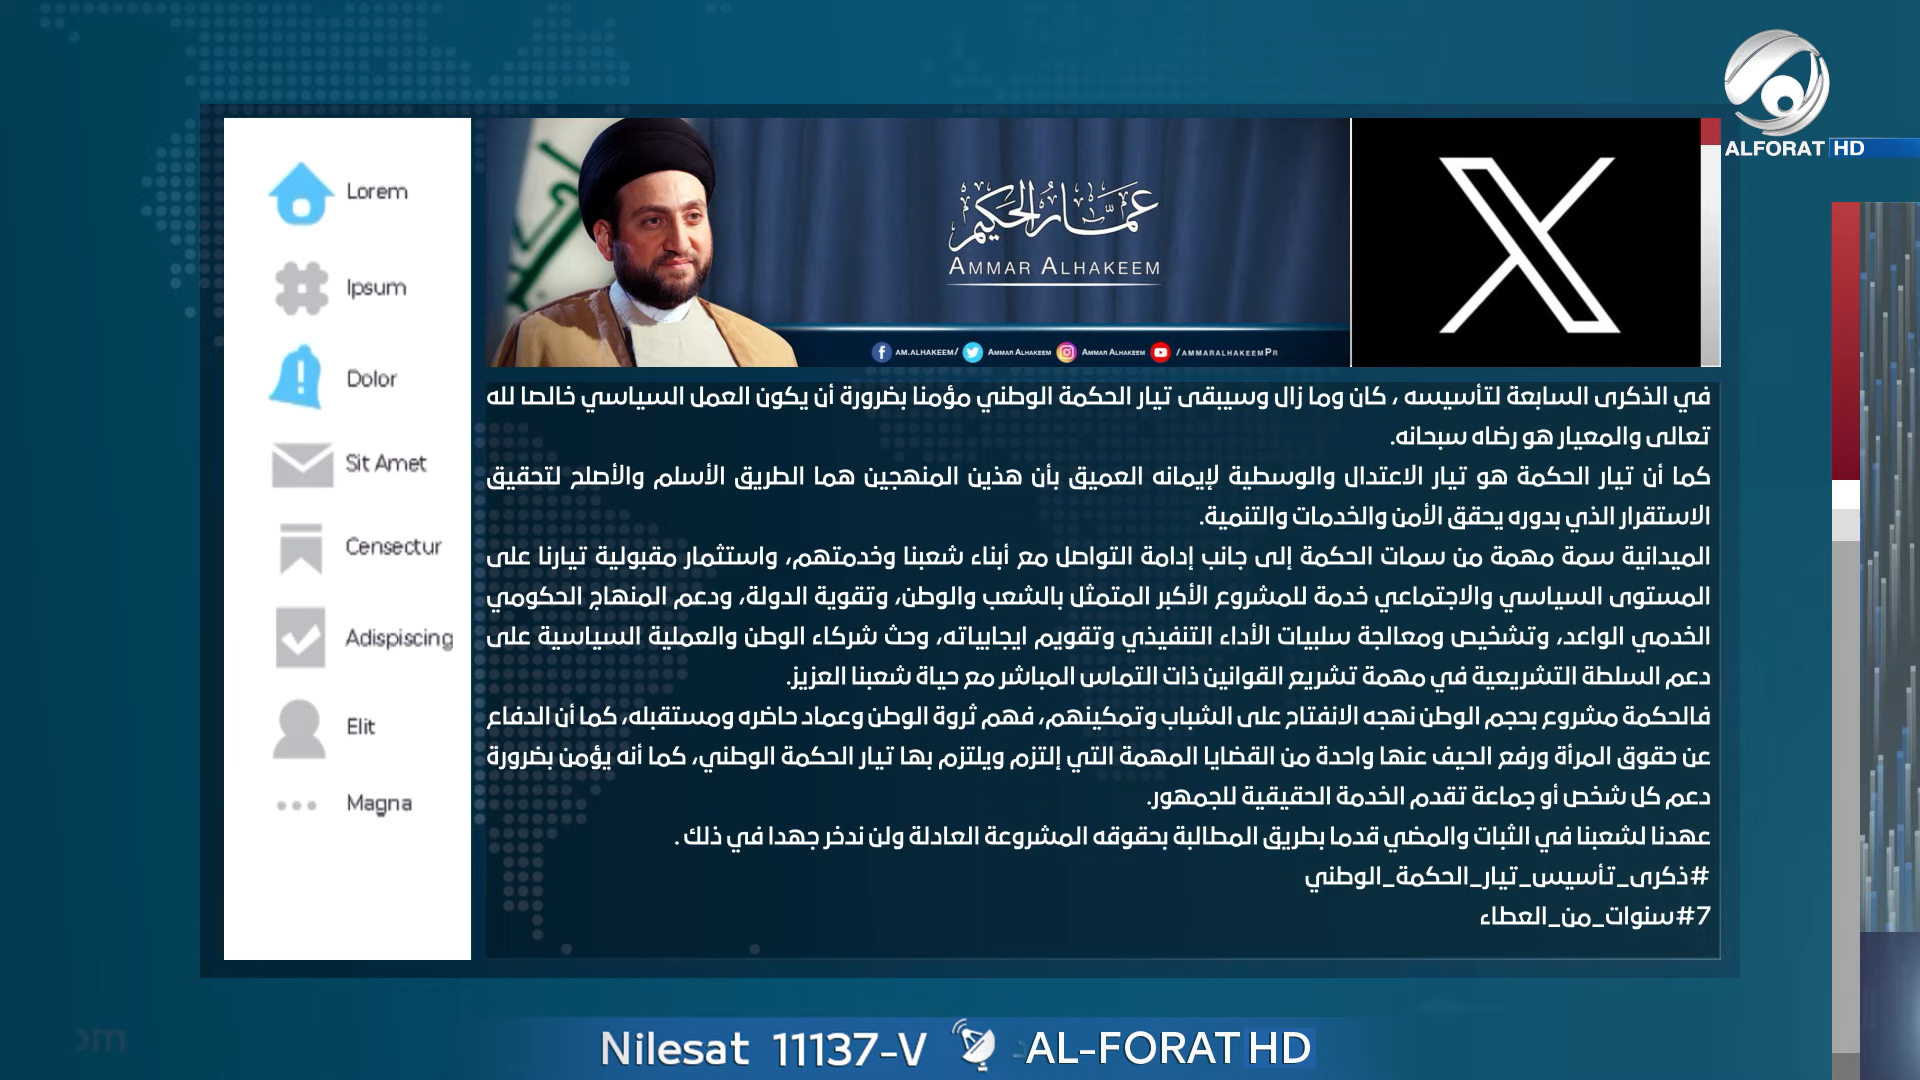 ALFORAT HD
Lorem
Ipsum
Dolor
Sit Amet
Censectur
Adispiscing
Elit
Magna
عمار الحكيم
AMMAR ALHAKEEM
AM.ALHAKEEM/ AMMAR ALHAKEEM AMMAR ALHAKEEM /AMMARALHAKEEMPR
X
في الذكرى السابعة لتأسيسه ، كان وما زال وسيبقى تيار الحكمة الوطني مؤمنا بضرورة أن يكون العمل السياسي خالصا لله
تعالى والمعيار هو رضاه سبحانه.
كما أن تيار الحكمة هو تيار الاعتدال والوسطية لإيمانه العميق بأن هذين المنهجين هما الطريق الأسلم والأصلح لتحقيق
الاستقرار الذي بدوره يحقق الأمن والخدمات والتنمية.
الميدانية سمة مهمة من سمات الحكمة إلى جانب إدامة التواصل مع أبناء شعبنا وخدمتهم، واستثمار مقبولية تيارنا على
المستوى السياسي والاجتماعي خدمة للمشروع الأكبر المتمثل بالشعب والوطن، وتقوية الدولة، ودعم المنهاج الحكومي
الخدمي الواعد، وتشخيص ومعالجة سلبيات الأداء التنفيذي وتقويم ايجابياته، وحث شركاء الوطن والعملية السياسية على
دعم السلطة التشريعية في مهمة تشريع القوانين ذات التماس المباشر مع حياة شعبنا العزيز.
فالحكمة مشروع بحجم الوطن نهجه الانفتاح على الشباب وتمكينهم، فهم ثروة الوطن وعماد حاضره ومستقبله، كما أن الدفاع
عن حقوق المرأة ورفع الحيف عنها واحدة من القضايا المهمة التي إلتزم ويلتزم بها تيار الحكمة الوطني، كما أنه يؤمن بضرورة
دعم كل شخص أو جماعة تقدم الخدمة الحقيقية للجمهور.
عهدنا لشعبنا في الثبات والمضي قدما بطريق المطالبة بحقوقه المشروعة العادلة ولن ندخر جهدا في ذلك .
#ذكرى_تأسيس_تيار_الحكمة_الوطني
7#سنوات_من_العطاء
Nilesat 11137-V AL-FORAT HD